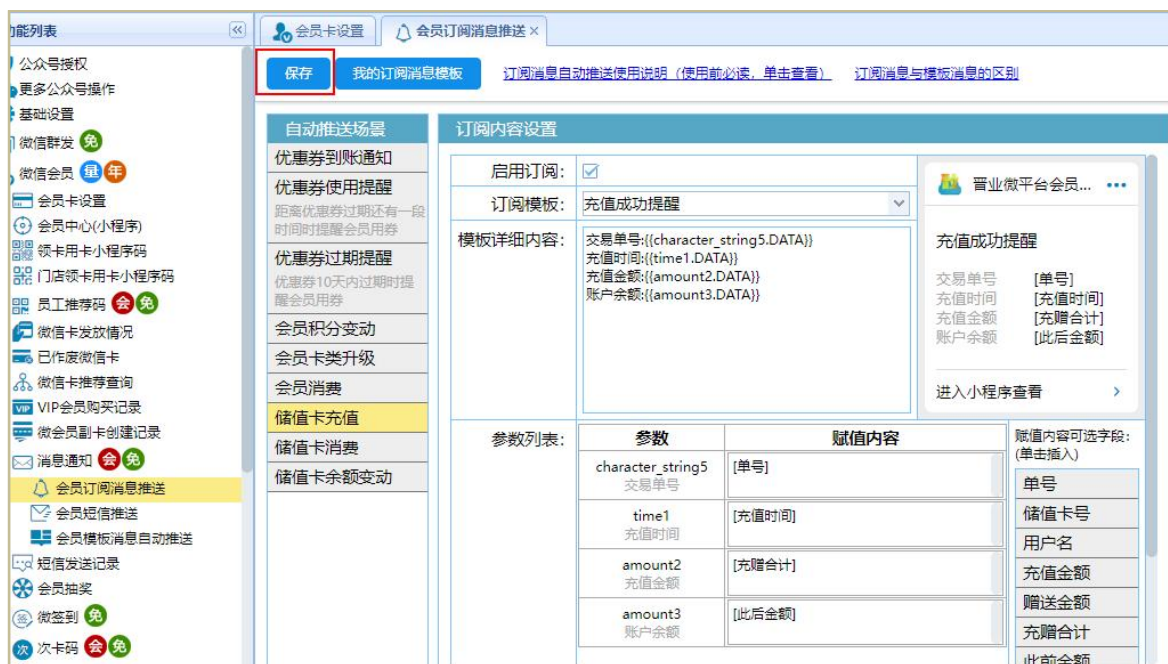 能列表
会员卡设置
会员订阅消息推送
保存
我的订阅消息模板
订阅消息自动推送使用说明（使用前必读，单击查看）
订阅消息与模板消息的区别
公众号授权
更多公众号操作
基础设置
微信群发 免
微信会员 量 年
会员卡设置
会员中心(小程序)
领卡用卡小程序码
门店领卡用卡小程序码
员工推荐码 会 免
微信卡发放情况
已作废微信卡
微信卡推荐查询
VIP VIP会员购买记录
微会员副卡创建记录
消息通知 会 免
会员订阅消息推送
会员短信推送
会员模板消息自动推送
短信发送记录
会员抽奖
签 微签到 免
次 次卡码 会 免
自动推送场景
优惠券到账通知
优惠券使用提醒
距离优惠券过期还有一段
时间时提醒会员用券
优惠券过期提醒
优惠券10天内过期时提
醒会员用券
会员积分变动
会员卡类升级
会员消费
储值卡充值
储值卡消费
储值卡余额变动
订阅内容设置
启用订阅：
订阅模板：
充值成功提醒
模板详细内容：
交易单号:{{character_string5.DATA}}
充值时间:{{time1.DATA}}
充值金额:{{amount2.DATA}}
账户余额:{{amount3.DATA}}
晋业微平台会员...
充值成功提醒
交易单号 [单号]
充值时间 [充值时间]
充值金额 [充赠合计]
账户余额 [此后金额]
进入小程序查看
参数列表：
参数 赋值内容
character_string5 [单号]
交易单号
time1 [充值时间]
充值时间
amount2 [充赠合计]
充值金额
amount3 [此后金额]
账户余额
赋值内容可选字段：
(单击插入)
单号
储值卡号
用户名
充值金额
赠送金额
充赠合计
此前金额